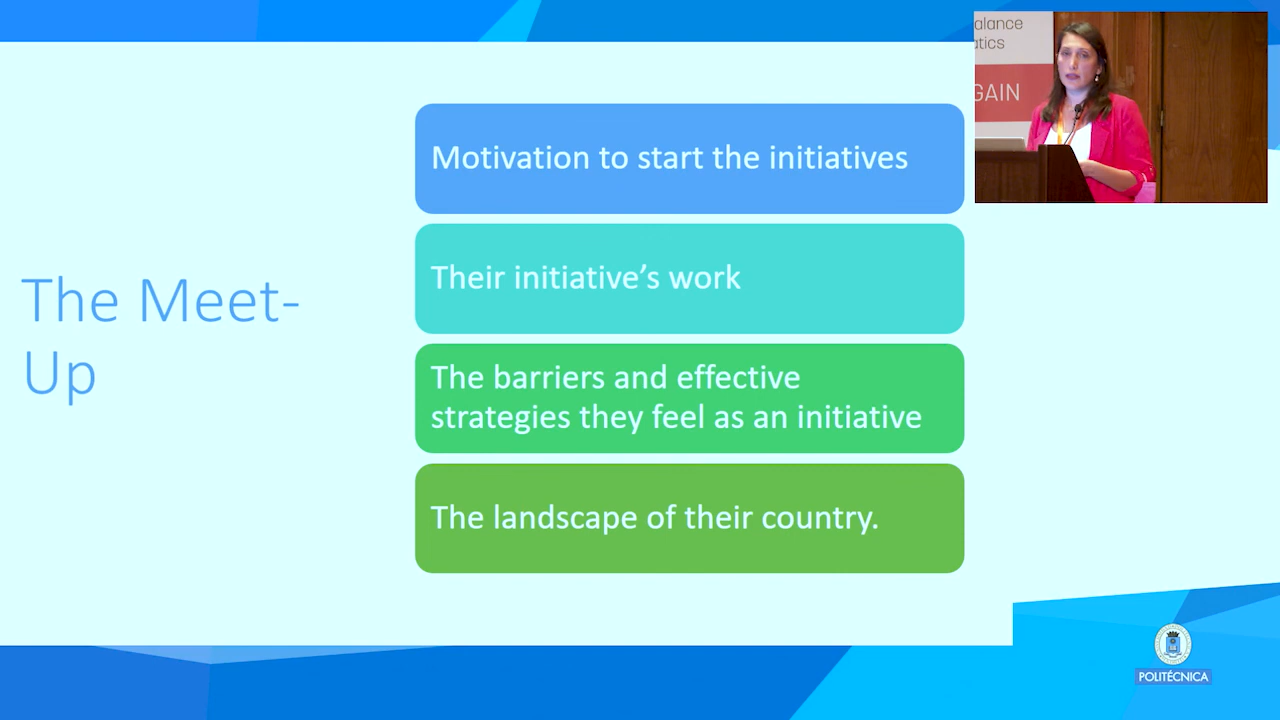 The Meet-
Up
Motivation to start the initiatives
Their initiative's work
The barriers and effective
strategies they feel as an initiative
The landscape of their country.
alance
atics
GAIN
POLITÉCNICA